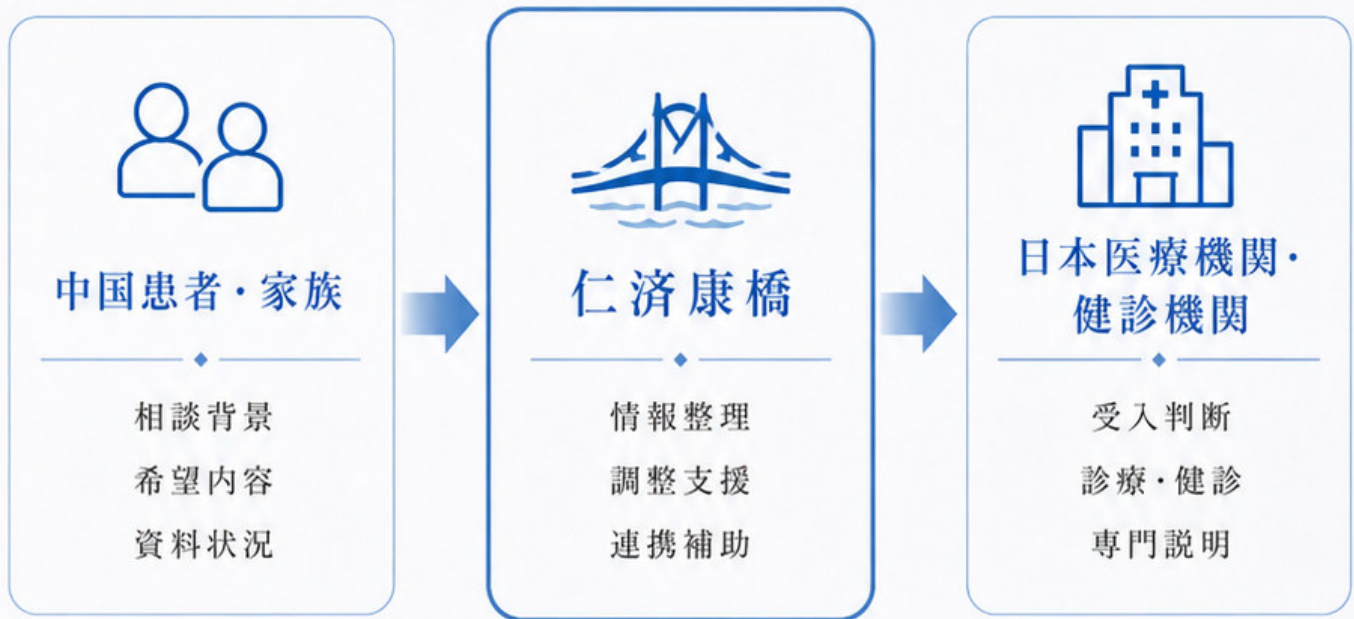 中国患者・家族
相談背景
希望内容
資料状況
仁済康橋
情報整理
調整支援
連携補助
日本医療機関・
健診機関
受入判断
診療・健診
専門説明